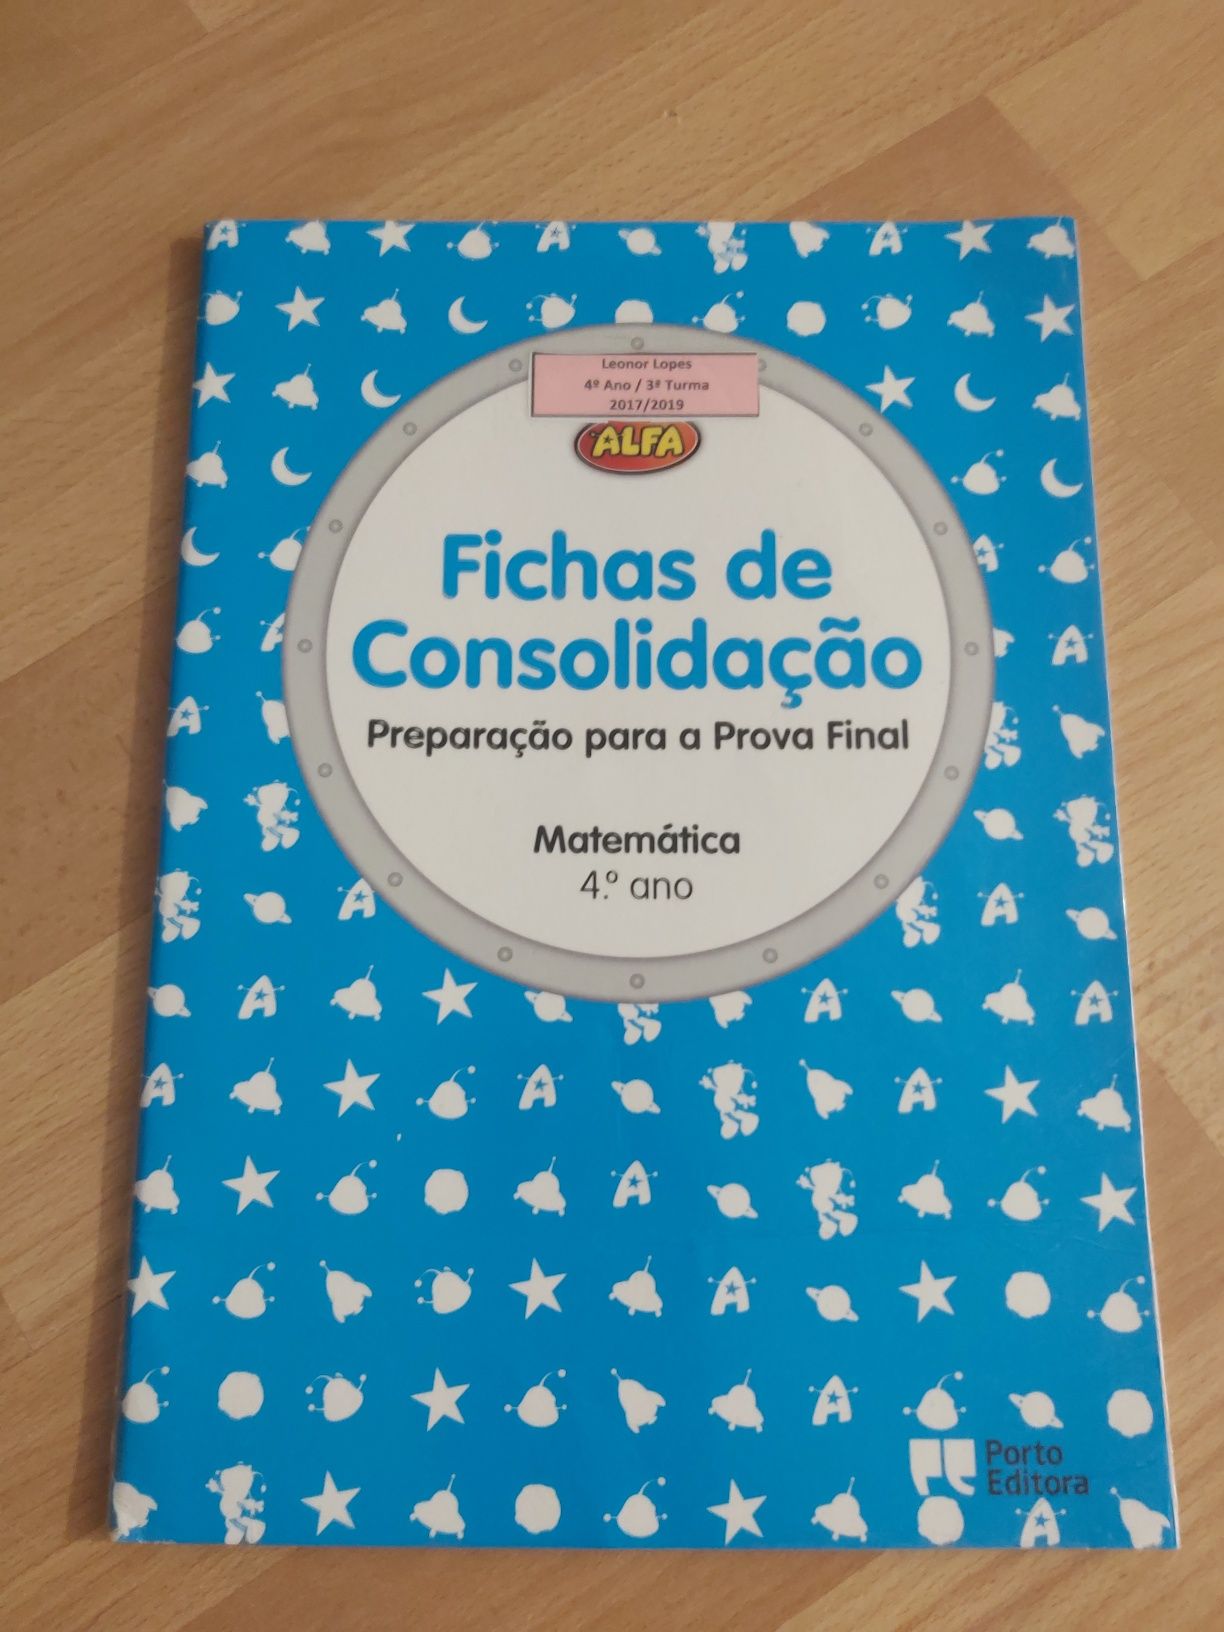 Leonor Lopes
4º Ano / 3ª Turma
2017/2019
ALFA
Fichas de
Consolidação
Preparação para a Prova Final
Matemática
4.º ano
Porto
Editora